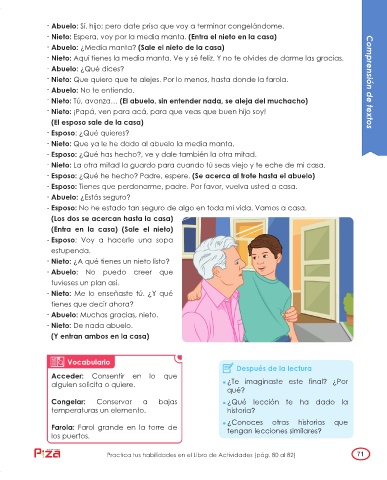 · Abuelo: Sí, hijo; pero date prisa que voy a terminar congelándome.
· Nieto: Espera, voy por la media manta. (Entra el nieto en la casa)
· Abuelo: ¿Media manta? (Sale el nieto de la casa)
· Nieto: Aquí tienes la media manta. Ve y sé feliz. Y no te olvides de darme las gracias.
· Abuelo: ¿Qué dices?
· Nieto: Que quiero que te alejes. Por lo menos, hasta donde la farola.
· Abuelo: No te entiendo.
· Nieto: Tú, avanza... (El abuelo, sin entender nada, se aleja del muchacho)
· Nieto: ¡Papá, ven para acá, para que veas que buen hijo soy!
(El esposo sale de la casa)
· Esposo: ¿Qué quieres?
· Nieto: Que ya le he dado al abuelo la media manta.
· Esposo: ¿Qué has hecho?, ve y dale también la otra mitad.
· Nieto: La otra mitad la guardo para cuando tú seas viejo y te eche de mi casa.
· Esposo: ¿Qué he hecho? Padre, espere. (Se acerca al trote hasta el abuelo)
· Esposo: Tienes que perdonarme, padre. Por favor, vuelva usted a casa.
· Abuelo: ¿Estás seguro?
· Esposo: No he estado tan seguro de algo en toda mi vida. Vamos a casa.
(Los dos se acercan hasta la casa)
(Entra en la casa) (Sale el nieto)
· Esposo: Voy a hacerle una sopa
estupenda.
· Nieto: ¿A qué tienes un nieto listo?
· Abuelo: No puedo creer que
tuvieses un plan así.
· Nieto: Me lo enseñaste tú. ¿Y qué
tienes que decir ahora?
· Abuelo: Muchas gracias, nieto.
· Nieto: De nada abuelo.
(Y entran ambos en la casa)
Comprensión de textos
Vocabulario
Acceder: Consentir en lo que
alguien solicita o quiere.
Congelar: Conservar a bajas
temperaturas un elemento.
Farola: Farol grande en la torre de
los puertos.
Después de la lectura
• ¿Te imaginaste este final? ¿Por
qué?
• ¿Qué lección te ha dado la
historia?
• ¿Conoces otras historias que
tengan lecciones similares?
Pizza
Practica tus habilidades en el Libro de Actividades (pág. 80 al 82)
71